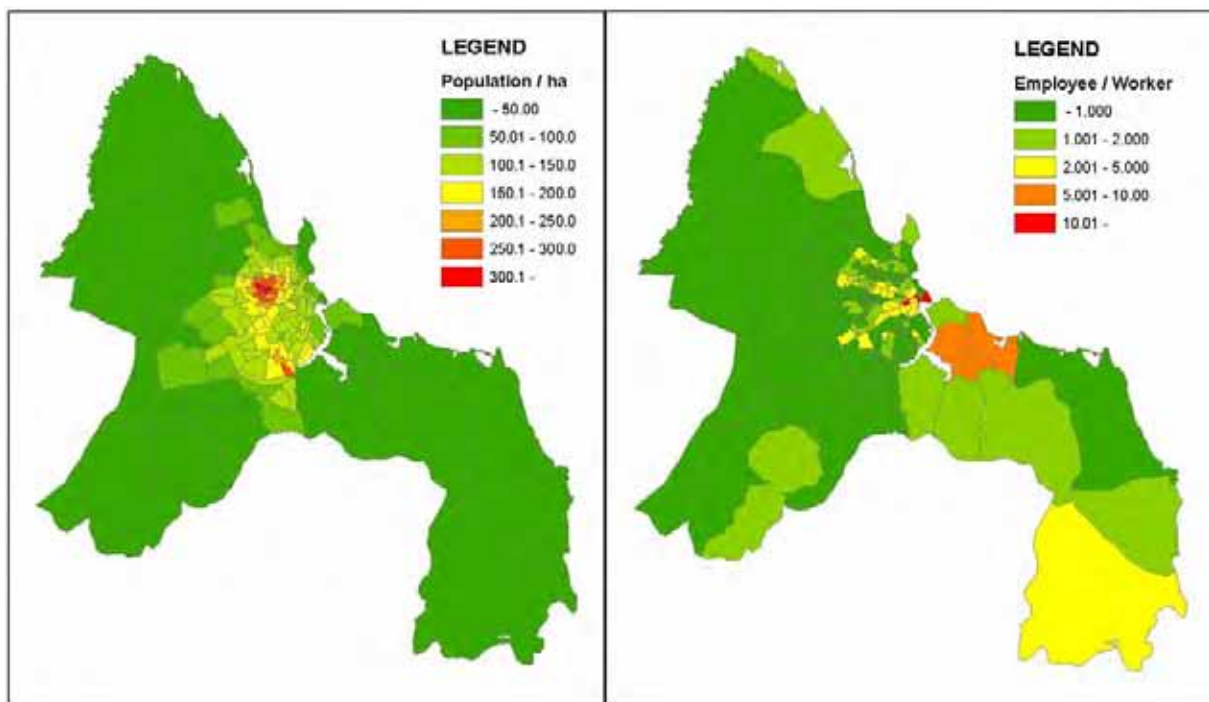 LEGEND
Population / ha
- 50.00
50.01 - 100.0
100.1 - 150.0
150.1 - 200.0
200.1 - 250.0
250.1 - 300.0
300.1 -
LEGEND
Employee / Worker
- 1.000
1.001 - 2.000
2.001 - 5.000
5.001 - 10.00
10.01 -